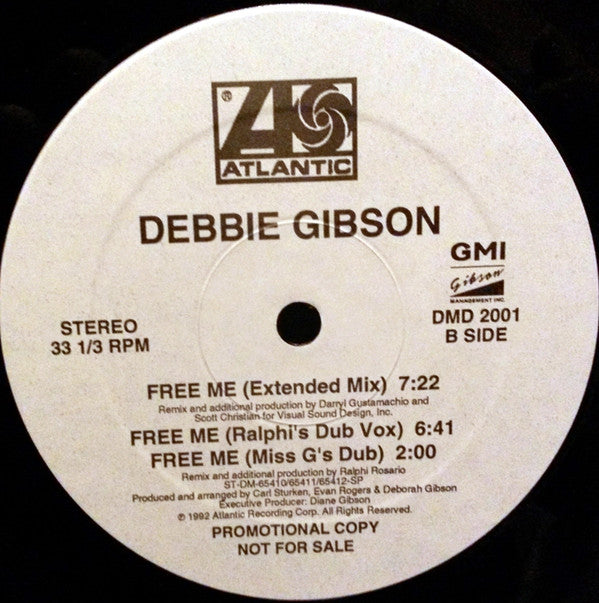 ®
ATLANTIC
DEBBIE GIBSON
GMI
Gibson
MANAGEMENT INC.
STEREO
33 1/3 RPM
DMD 2001
B SIDE
FREE ME (Extended Mix) 7:22
Remix and additional production by Darryl Gustamachio and
Scott Christian for Visual Sound Design, Inc.
FREE ME (Ralphi's Dub Vox) 6:41
FREE ME (Miss G's Dub) 2:00
Remix and additional production by Ralphi Rosario
ST-DM-65410/65411/65412-SP
Produced and arranged by Carl Sturken, Evan Rogers & Deborah Gibson
Executive Producer: Diane Gibson
℗ 1992 Atlantic Recording Corp. All Rights Reserved.
PROMOTIONAL COPY
NOT FOR SALE